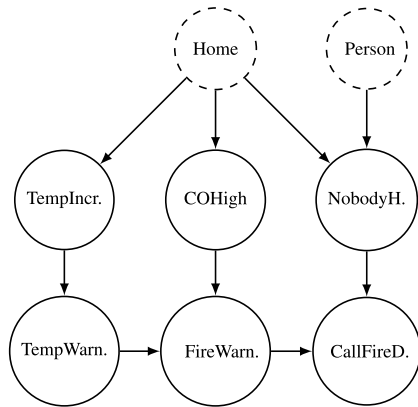 Home
Person
TempIncr.
COHigh
NobodyH.
TempWarn.
FireWarn.
CallFireD.